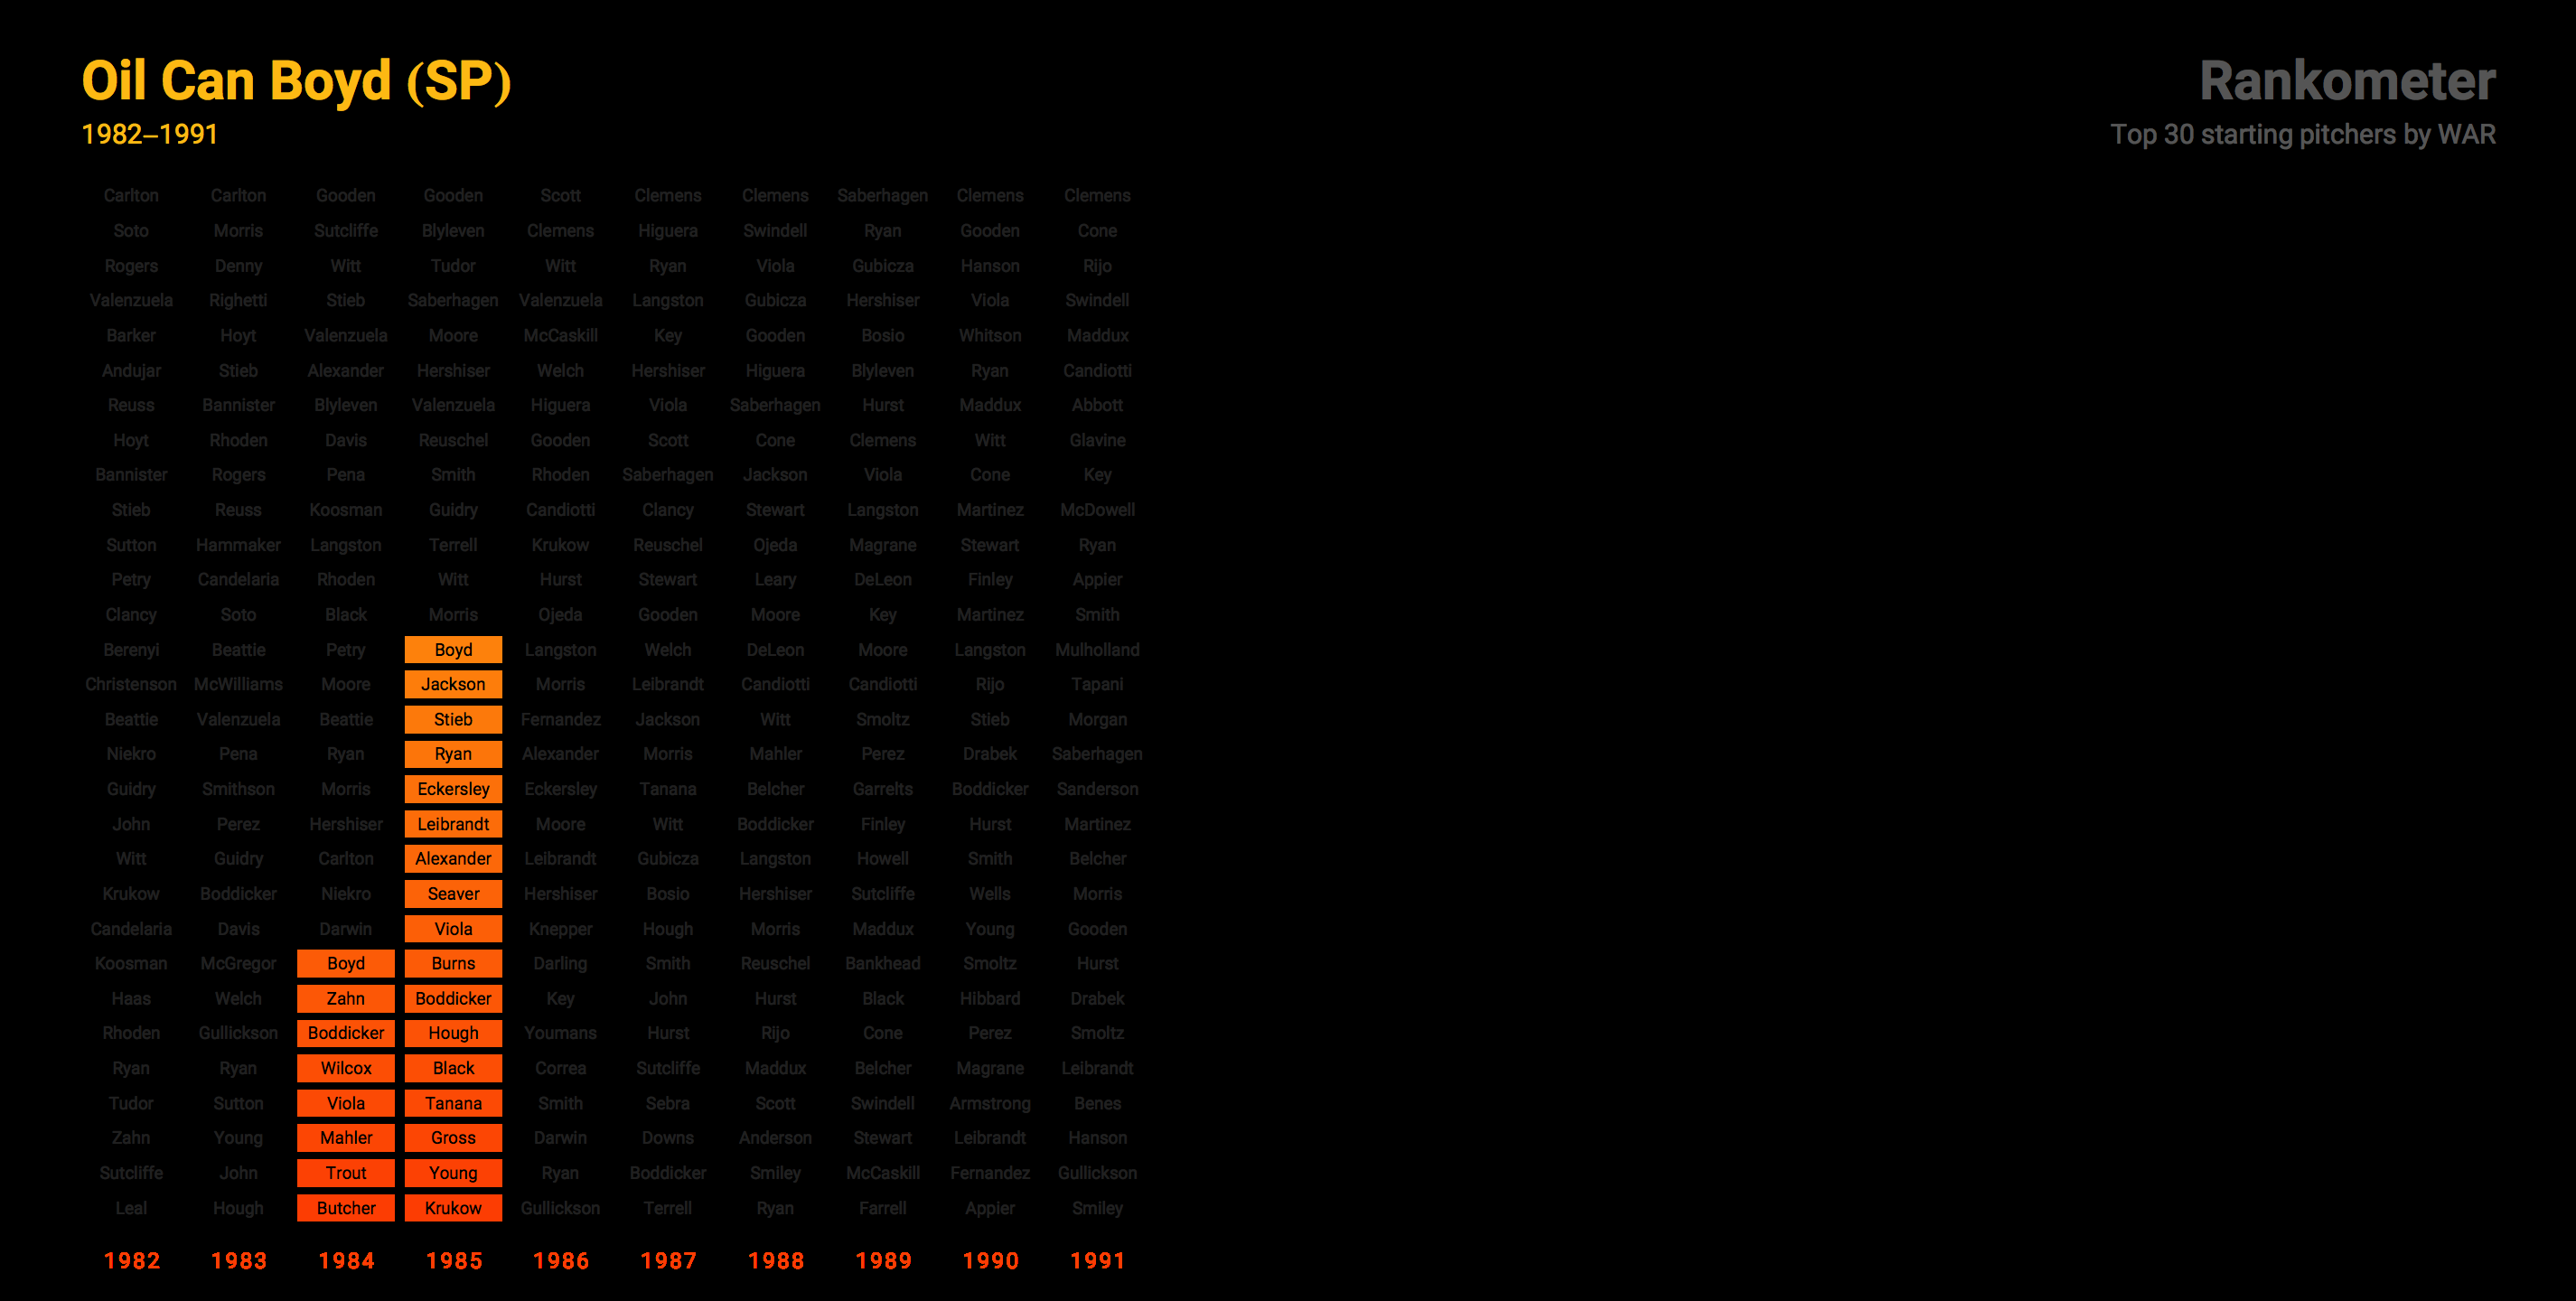 Oil Can Boyd (SP)
1982–1991
Rankometer
Top 30 starting pitchers by WAR
Carlton Carlton Gooden Gooden Scott Clemens Clemens Saberhagen Clemens Clemens
Soto Morris Sutcliffe Blyleven Clemens Higuera Swindell Ryan Gooden Cone
Rogers Denny Witt Tudor Witt Ryan Viola Gubicza Hanson Rijo
Valenzuela Righetti Stieb Saberhagen Valenzuela Langston Gubicza Hershiser Viola Swindell
Barker Hoyt Valenzuela Moore McCaskill Key Gooden Bosio Whitson Maddux
Andujar Stieb Alexander Hershiser Welch Hershiser Higuera Blyleven Ryan Candiotti
Reuss Bannister Blyleven Valenzuela Higuera Viola Saberhagen Hurst Maddux Abbott
Hoyt Rhoden Davis Reuschel Gooden Scott Cone Clemens Witt Glavine
Bannister Rogers Pena Smith Rhoden Saberhagen Jackson Viola Cone Key
Stieb Reuss Koosman Guidry Candiotti Clancy Stewart Langston Martinez McDowell
Sutton Hammaker Langston Terrell Krukow Reuschel Ojeda Magrane Stewart Ryan
Petry Candelaria Rhoden Witt Hurst Stewart Leary DeLeon Finley Appier
Clancy Soto Black Morris Ojeda Gooden Moore Key Martinez Smith
Berenyi Beattie Petry Boyd Langston Welch DeLeon Moore Langston Mulholland
Christenson McWilliams Moore Jackson Morris Leibrandt Candiotti Candiotti Rijo Tapani
Beattie Valenzuela Beattie Stieb Fernandez Jackson Witt Smoltz Stieb Morgan
Niekro Pena Ryan Ryan Alexander Morris Mahler Perez Drabek Saberhagen
Guidry Smithson Morris Eckersley Eckersley Tanana Belcher Garrelts Boddicker Sanderson
John Perez Hershiser Leibrandt Moore Witt Boddicker Finley Hurst Martinez
Witt Guidry Carlton Alexander Leibrandt Gubicza Langston Howell Smith Belcher
Krukow Boddicker Niekro Seaver Hershiser Bosio Hershiser Sutcliffe Wells Morris
Candelaria Davis Darwin Viola Knepper Hough Morris Maddux Young Gooden
Koosman McGregor Boyd Burns Darling Smith Reuschel Bankhead Smoltz Hurst
Haas Welch Zahn Boddicker Key John Hurst Black Hibbard Drabek
Rhoden Gullickson Boddicker Hough Youmans Hurst Rijo Cone Perez Smoltz
Ryan Ryan Wilcox Black Correa Sutcliffe Maddux Belcher Magrane Leibrandt
Tudor Sutton Viola Tanana Smith Sebra Scott Swindell Armstrong Benes
Zahn Young Mahler Gross Darwin Downs Anderson Stewart Leibrandt Hanson
Sutcliffe John Trout Young Ryan Boddicker Smiley McCaskill Fernandez Gullickson
Leal Hough Butcher Krukow Gullickson Terrell Ryan Farrell Appier Smiley
1982 1983 1984 1985 1986 1987 1988 1989 1990 1991